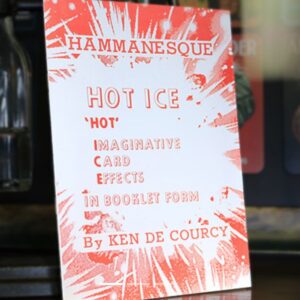 HAMMANESQUE
HOT ICE
'HOT'
IMAGINATIVE
CARD
EFFECTS
IN BOOKLET FORM
By KEN DE COURCY